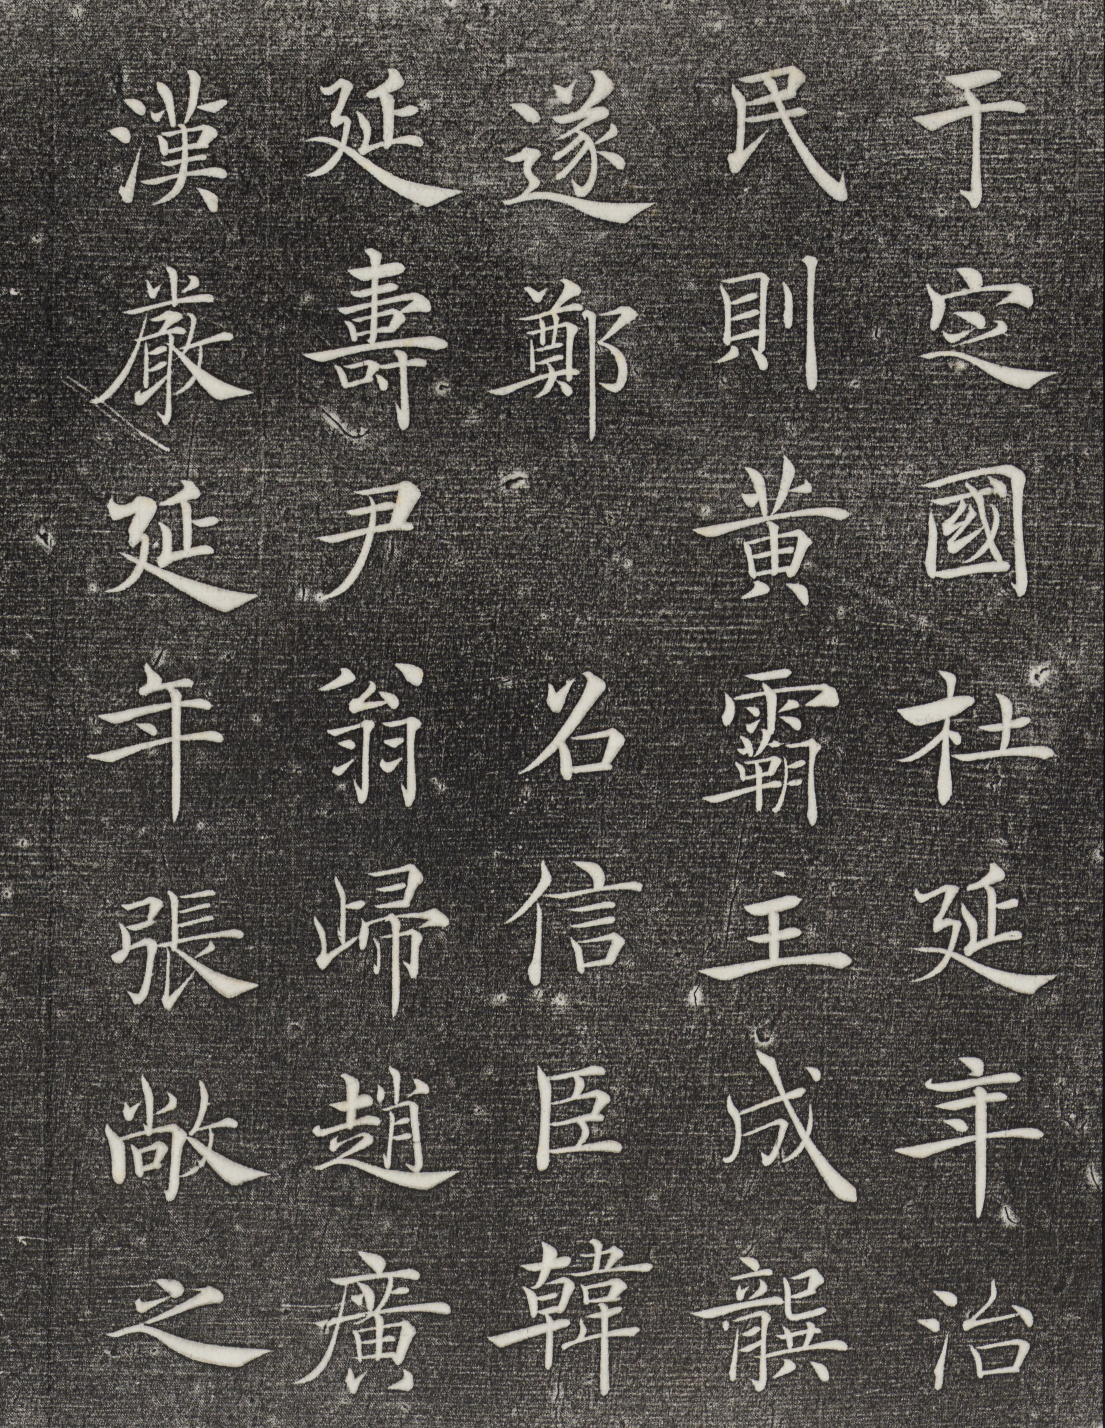 于定國杜延年治
民則黄霸王成龔
遂鄭名信臣韓
延壽尹翁歸趙廣
漢嚴延年張敞之